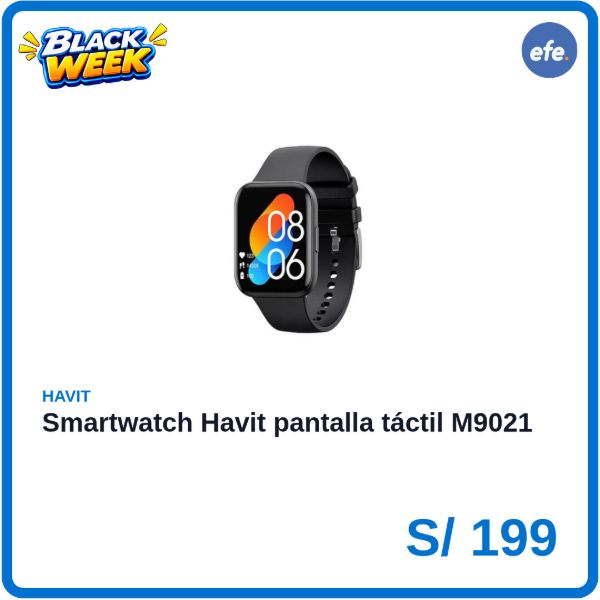 BLACK
WEEK
efe.
08
06
HAVIT
Smartwatch Havit pantalla táctil M9021
S/ 199